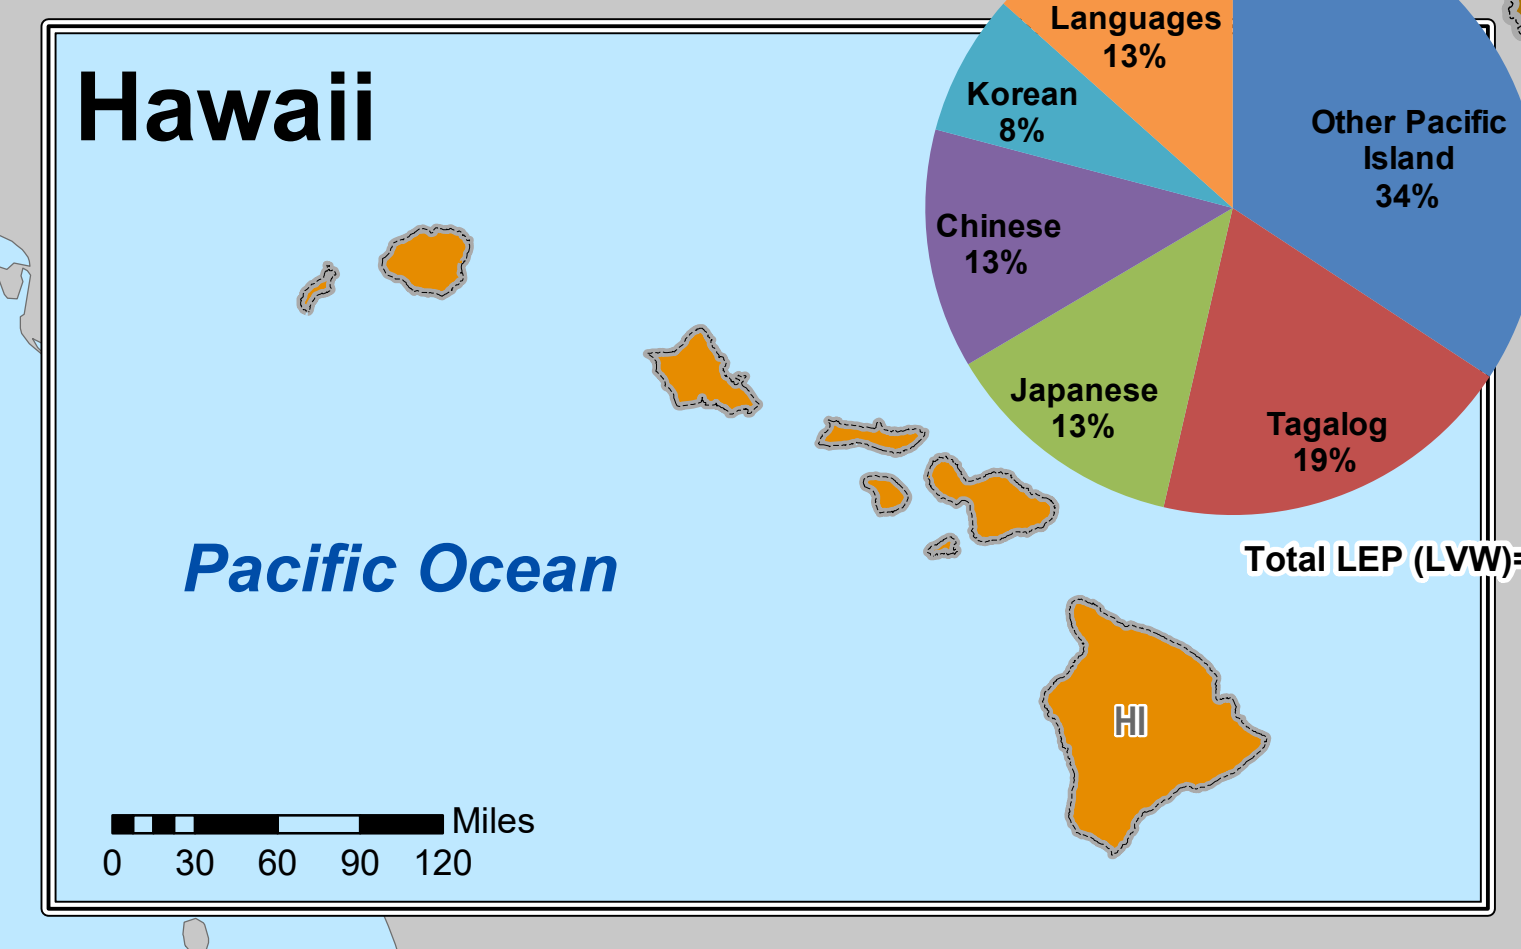 Languages
13%
Hawaii
Korean
8%
Other Pacific
Island
34%
Chinese
13%
Japanese
13%
Tagalog
19%
Pacific Ocean
Total LEP (LVW)=
HI
Miles
0 30 60 90 120